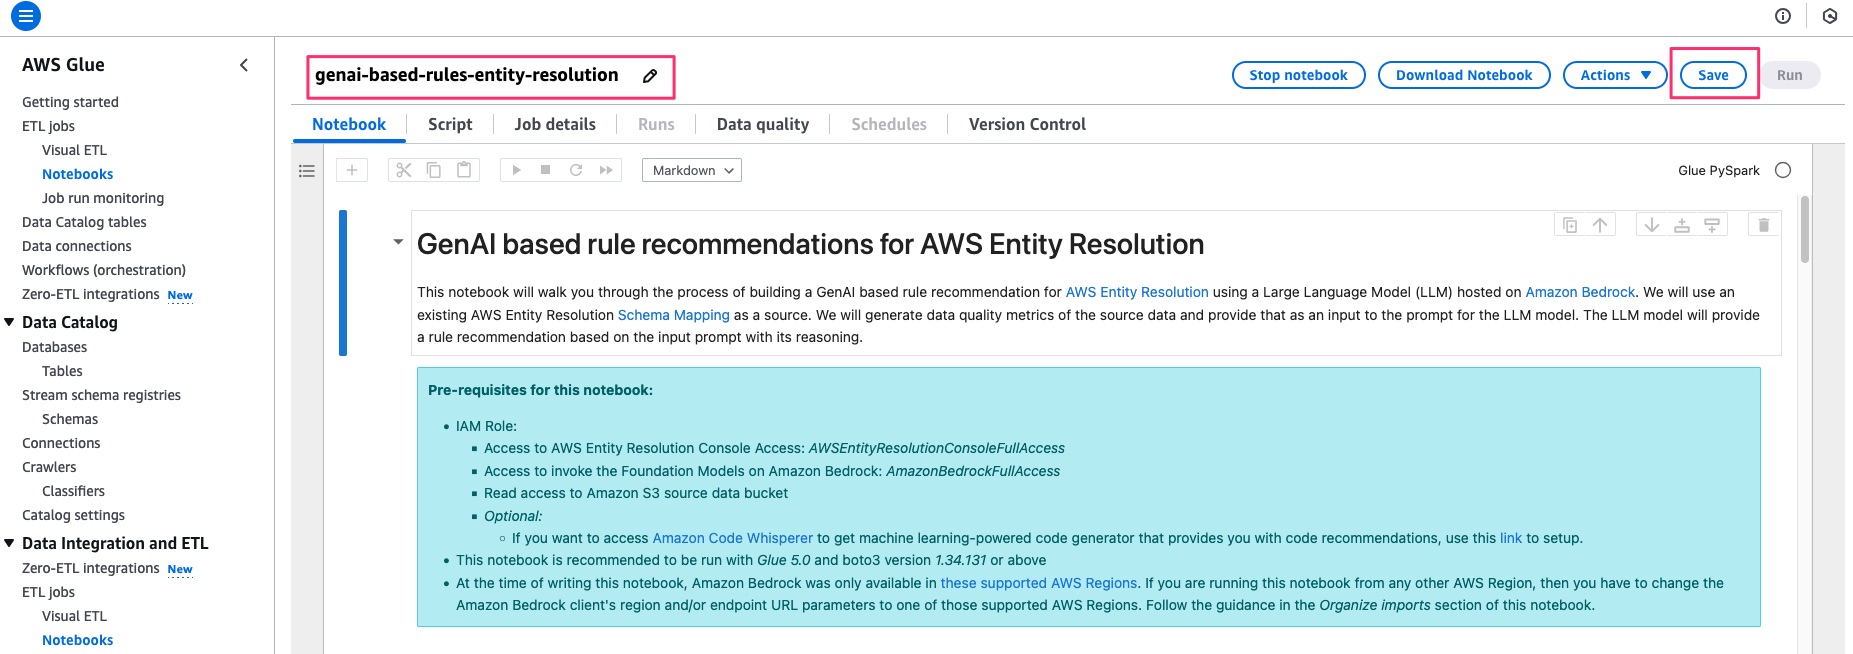 AWS Glue
Getting started
ETL jobs
Visual ETL
Notebooks
Job run monitoring
Data Catalog tables
Data connections
Workflows (orchestration)
Zero-ETL integrations New
Data Catalog
Databases
Tables
Stream schema registries
Schemas
Connections
Crawlers
Classifiers
Catalog settings
Data Integration and ETL
Zero-ETL integrations New
ETL jobs
Visual ETL
Notebooks
genai-based-rules-entity-resolution
Stop notebook Download Notebook Actions Save Run
Notebook Script Job details Runs Data quality Schedules Version Control
Markdown Glue PySpark
GenAI based rule recommendations for AWS Entity Resolution
This notebook will walk you through the process of building a GenAI based rule recommendation for AWS Entity Resolution using a Large Language Model (LLM) hosted on Amazon Bedrock. We will use an
existing AWS Entity Resolution Schema Mapping as a source. We will generate data quality metrics of the source data and provide that as an input to the prompt for the LLM model. The LLM model will provide
a rule recommendation based on the input prompt with its reasoning.
Pre-requisites for this notebook:
• IAM Role:
▪ Access to AWS Entity Resolution Console Access: AWSEntityResolutionConsoleFullAccess
▪ Access to invoke the Foundation Models on Amazon Bedrock: AmazonBedrockFullAccess
▪ Read access to Amazon S3 source data bucket
▪ Optional:
◦ If you want to access Amazon Code Whisperer to get machine learning-powered code generator that provides you with code recommendations, use this link to setup.
• This notebook is recommended to be run with Glue 5.0 and boto3 version 1.34.131 or above
• At the time of writing this notebook, Amazon Bedrock was only available in these supported AWS Regions. If you are running this notebook from any other AWS Region, then you have to change the
Amazon Bedrock client's region and/or endpoint URL parameters to one of those supported AWS Regions. Follow the guidance in the Organize imports section of this notebook.